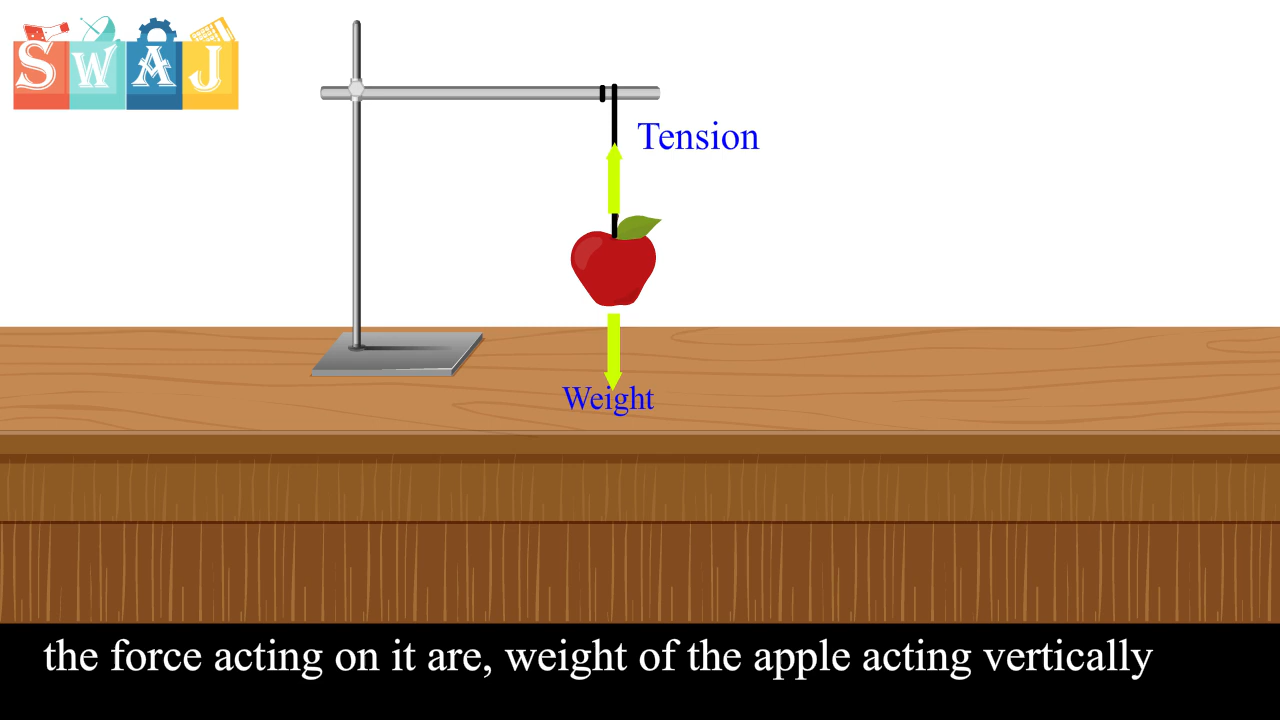 SWAJ
Tension
Weight
the force acting on it are, weight of the apple acting vertically